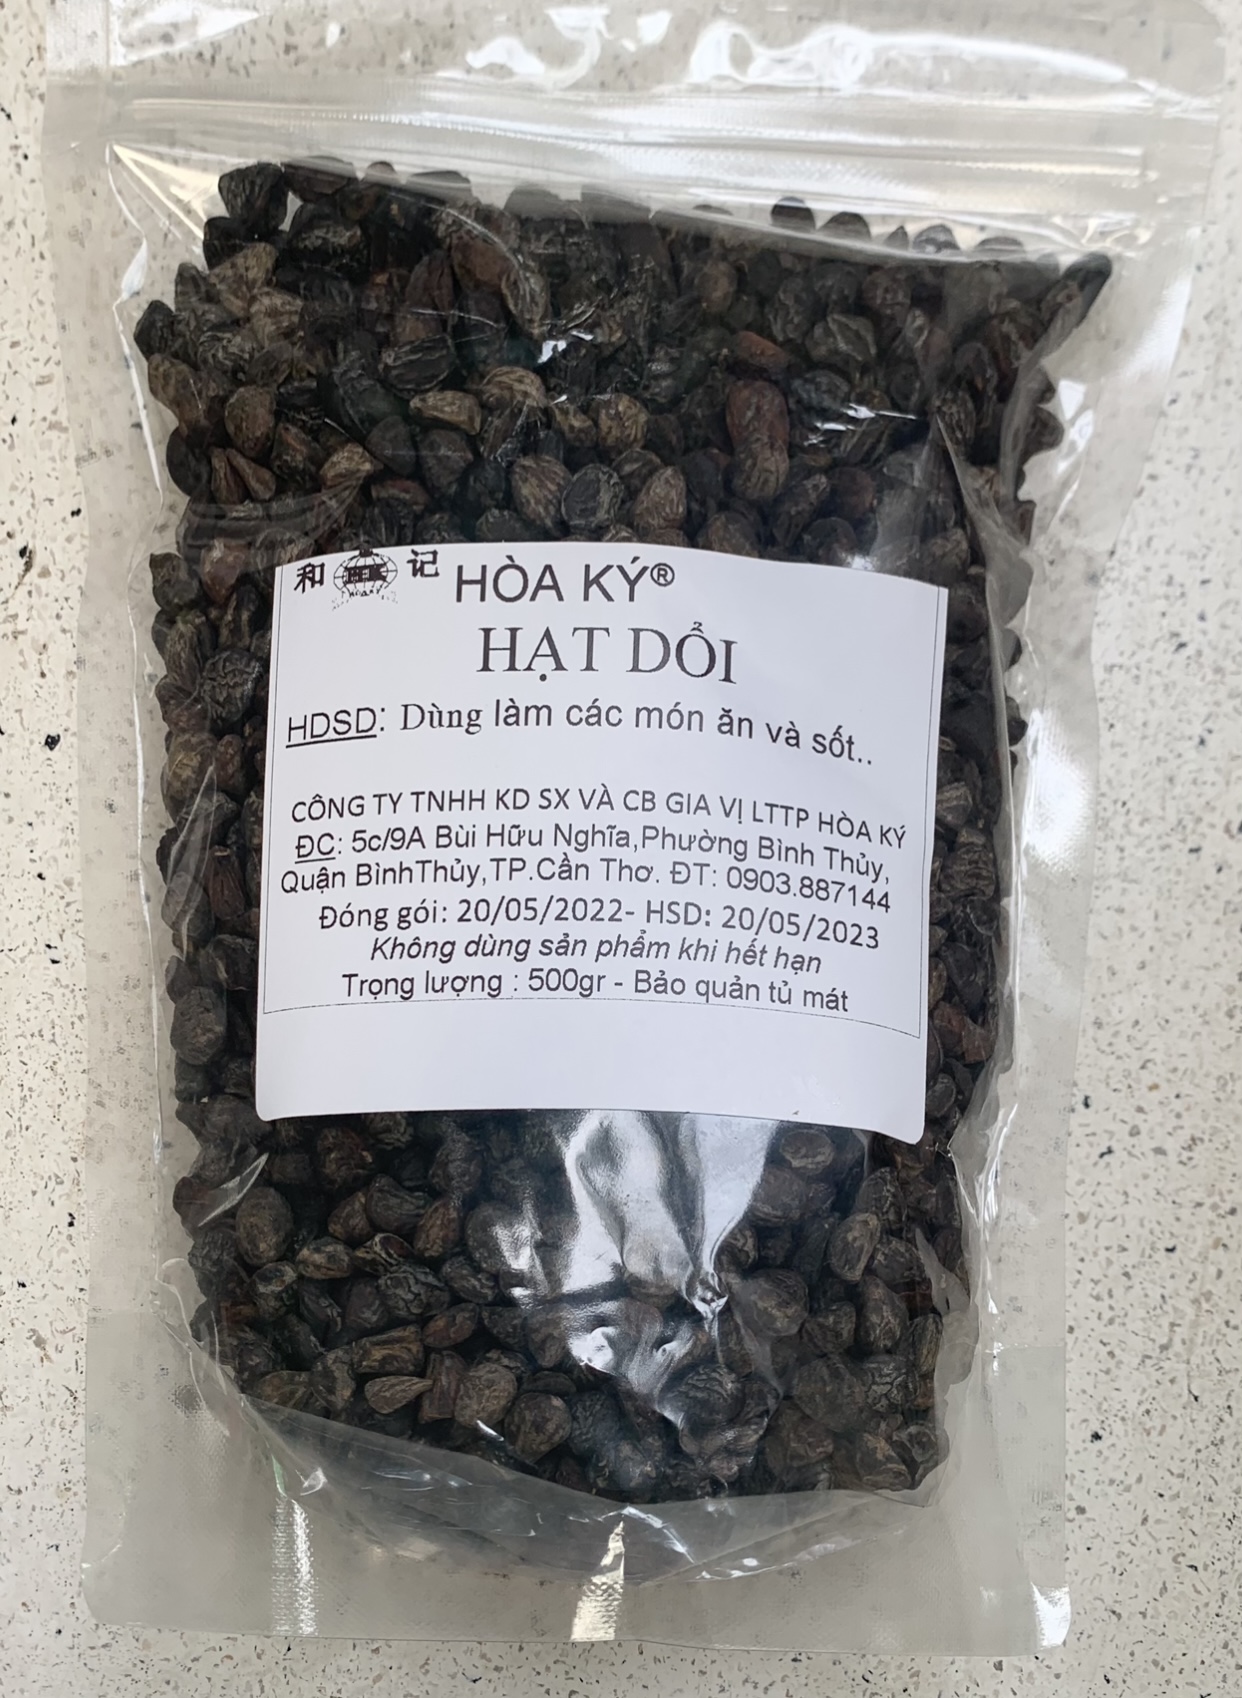 和 记 HÒA KÝ®
HẠT DỔI
HDSD: Dùng làm các món ăn và sốt..
CÔNG TY TNHH KD SX VÀ CB GIA VỊ LTTP HÒA KÝ
ĐC: 5c/9A Bùi Hữu Nghĩa,Phường Bình Thủy,
Quận BìnhThủy,TP.Cần Thơ. ĐT: 0903.887144
Đóng gói: 20/05/2022- HSD: 20/05/2023
Không dùng sản phẩm khi hết hạn
Trọng lượng : 500gr - Bảo quản tủ mát